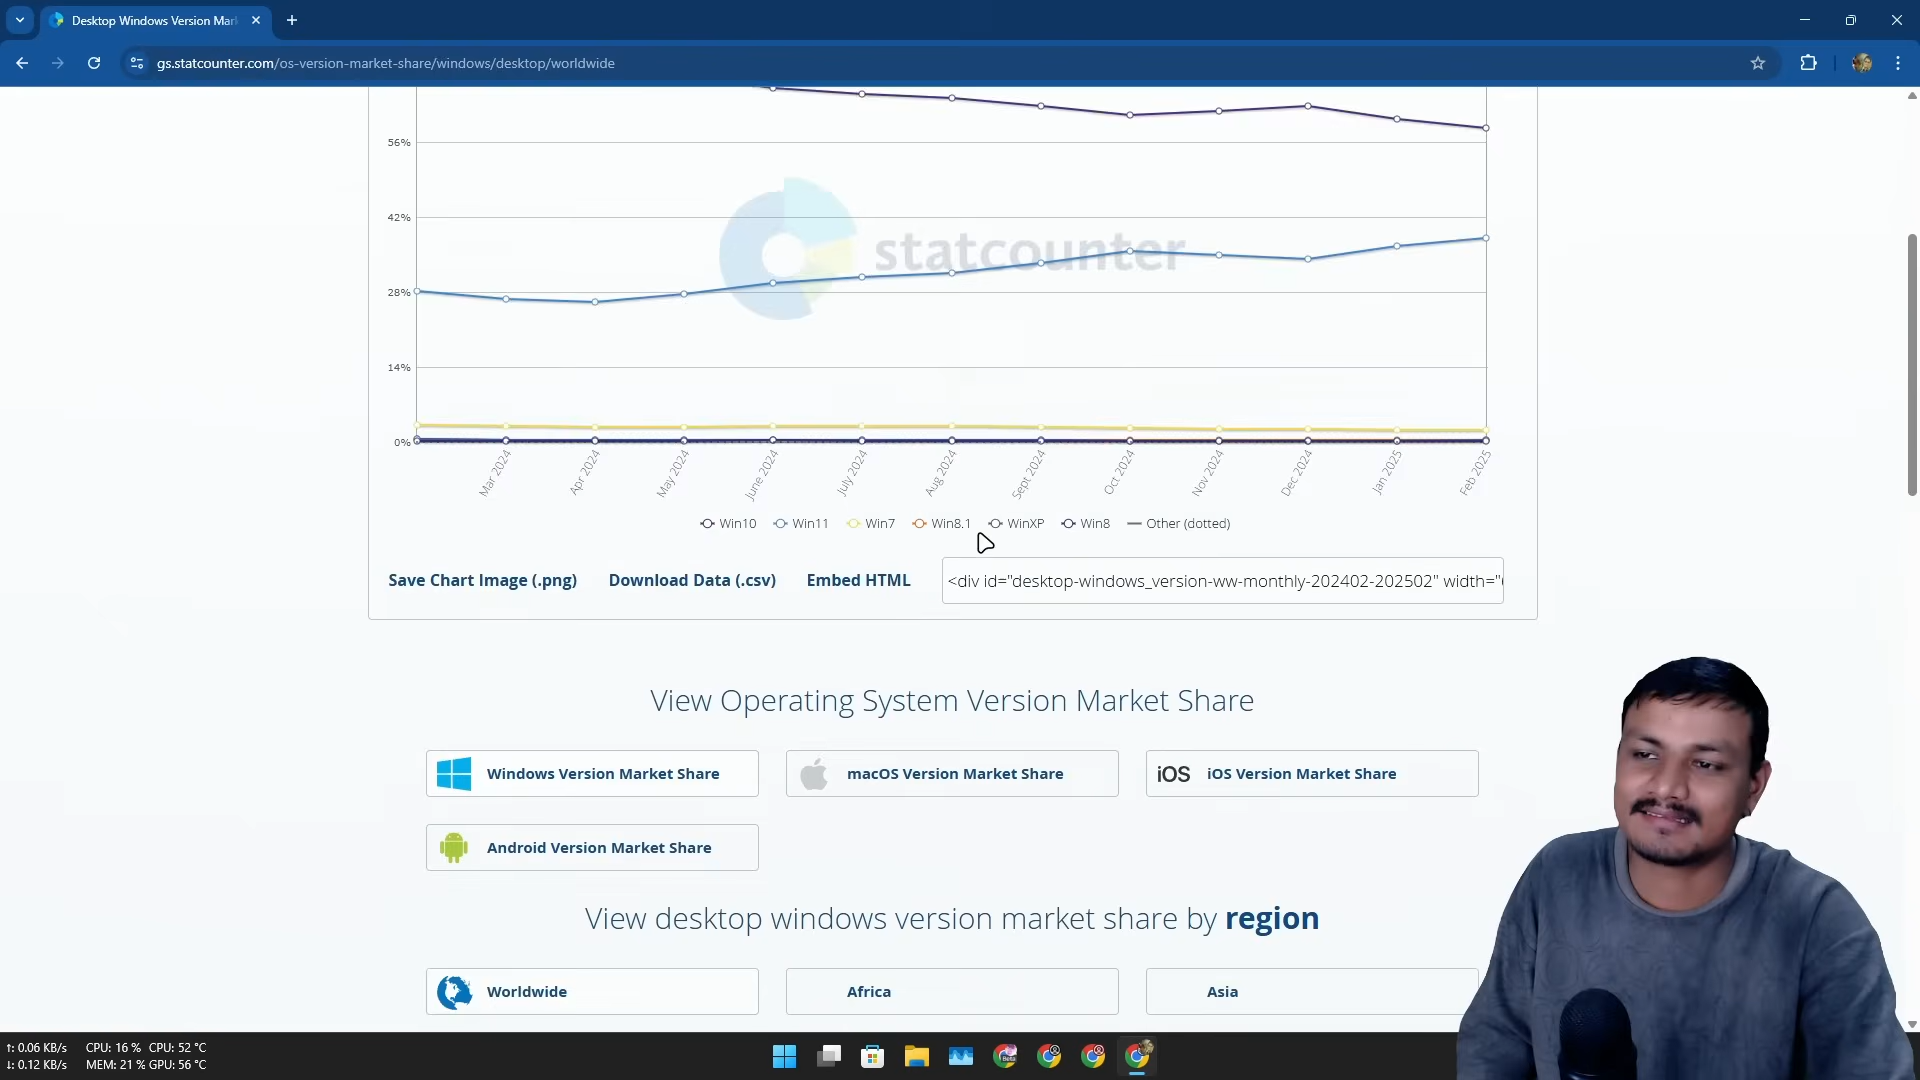 Desktop Windows Version Mar
gs.statcounter.com/os-version-market-share/windows/desktop/worldwide
56%
42%
28%
14%
0%
statcounter
Mar 2024
Apr 2024
May 2024
June 2024
July 2024
Aug 2024
Sept 2024
Oct 2024
Nov 2024
Dec 2024
Jan 2025
Feb 2025
Win10 Win11 Win7 Win8.1 WinXP Win8 Other (dotted)
Save Chart Image (.png) Download Data (.csv) Embed HTML <div id="desktop-windows_version-ww-monthly-202402-202502" width="
View Operating System Version Market Share
Windows Version Market Share
macOS Version Market Share
iOS iOS Version Market Share
Android Version Market Share
View desktop windows version market share by region
Worldwide
Africa
Asia
↑: 0.06 KB/s CPU: 16 % CPU: 52 °C
↓: 0.12 KB/s MEM: 21 % GPU: 56 °C
Beta